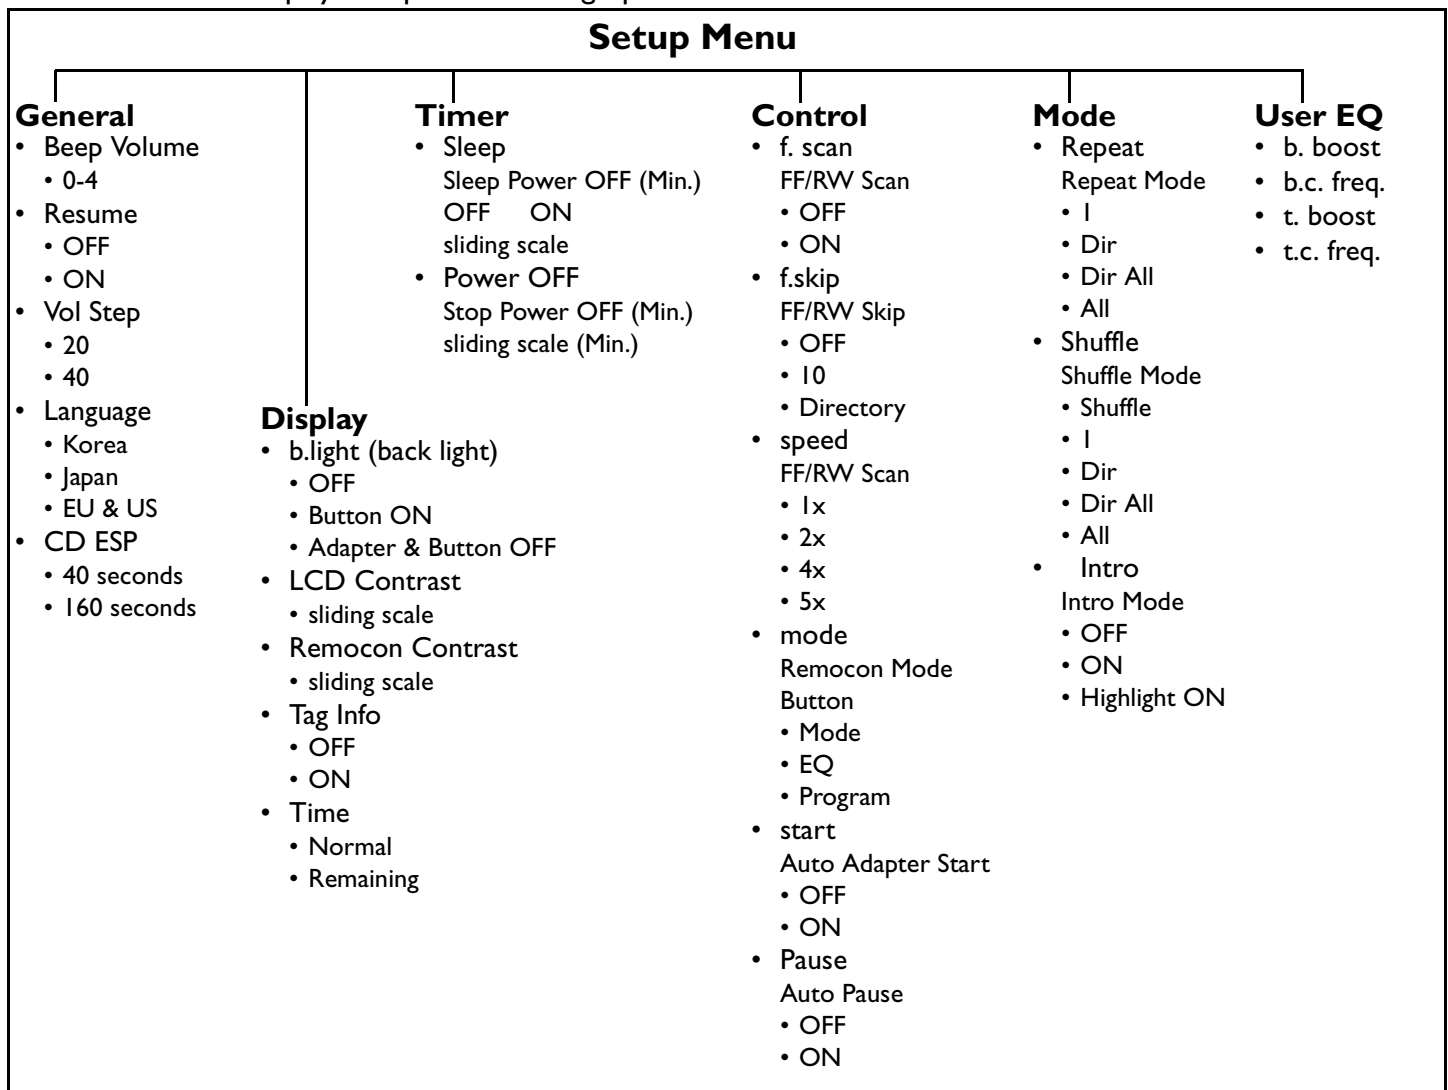 Setup Menu
General
• Beep Volume
• 0-4
• Resume
• OFF
• ON
• Vol Step
• 20
• 40
• Language
• Korea
• Japan
• EU & US
• CD ESP
• 40 seconds
• 160 seconds
Display
• b.light (back light)
• OFF
• Button ON
• Adapter & Button OFF
• LCD Contrast
• sliding scale
• Remocon Contrast
• sliding scale
• Tag Info
• OFF
• ON
• Time
• Normal
• Remaining
Timer
• Sleep
Sleep Power OFF (Min.)
OFF ON
sliding scale
• Power OFF
Stop Power OFF (Min.)
sliding scale (Min.)
Control
• f. scan
FF/RW Scan
• OFF
• ON
• f.skip
FF/RW Skip
• OFF
• 10
• Directory
• speed
FF/RW Scan
• 1x
• 2x
• 4x
• 5x
• mode
Remocon Mode
Button
• Mode
• EQ
• Program
• start
Auto Adapter Start
• OFF
• ON
• Pause
Auto Pause
• OFF
• ON
Mode
• Repeat
Repeat Mode
• 1
• Dir
• Dir All
• All
• Shuffle
Shuffle Mode
• Shuffle
• 1
• Dir
• Dir All
• All
• Intro
Intro Mode
• OFF
• ON
• Highlight ON
User EQ
• b. boost
• b.c. freq.
• t. boost
• t.c. freq.